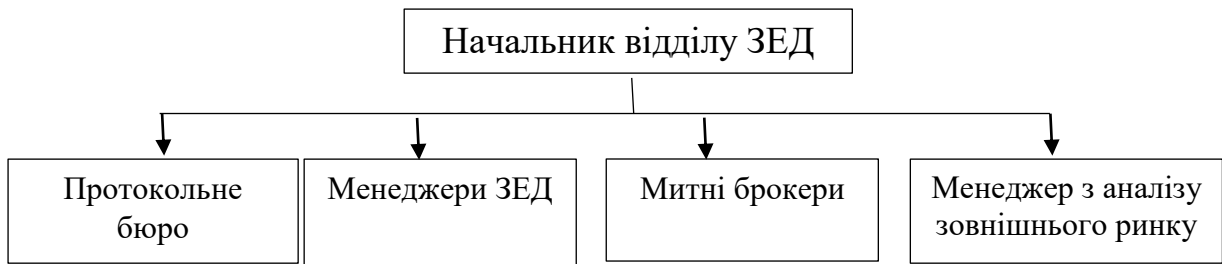 Начальник відділу ЗЕД
Протокольне
бюро
Менеджери ЗЕД
Митні брокери
Менеджер з аналізу
зовнішнього ринку